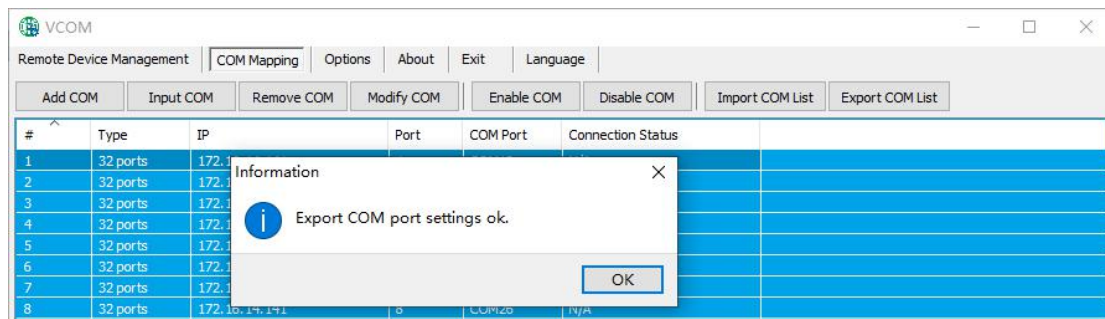 VCOM
Remote Device Management COM Mapping Options About Exit Language
Add COM Input COM Remove COM Modify COM Enable COM Disable COM Import COM List Export COM List
# Type IP Port COM Port Connection Status
1 32 ports 172.1
2 32 ports 172.1
3 32 ports 172.1
4 32 ports 172.1
5 32 ports 172.1
6 32 ports 172.1
7 32 ports 172.1
8 32 ports 172.16.14.141 8 COM26 N/A
Information
Export COM port settings ok.
OK